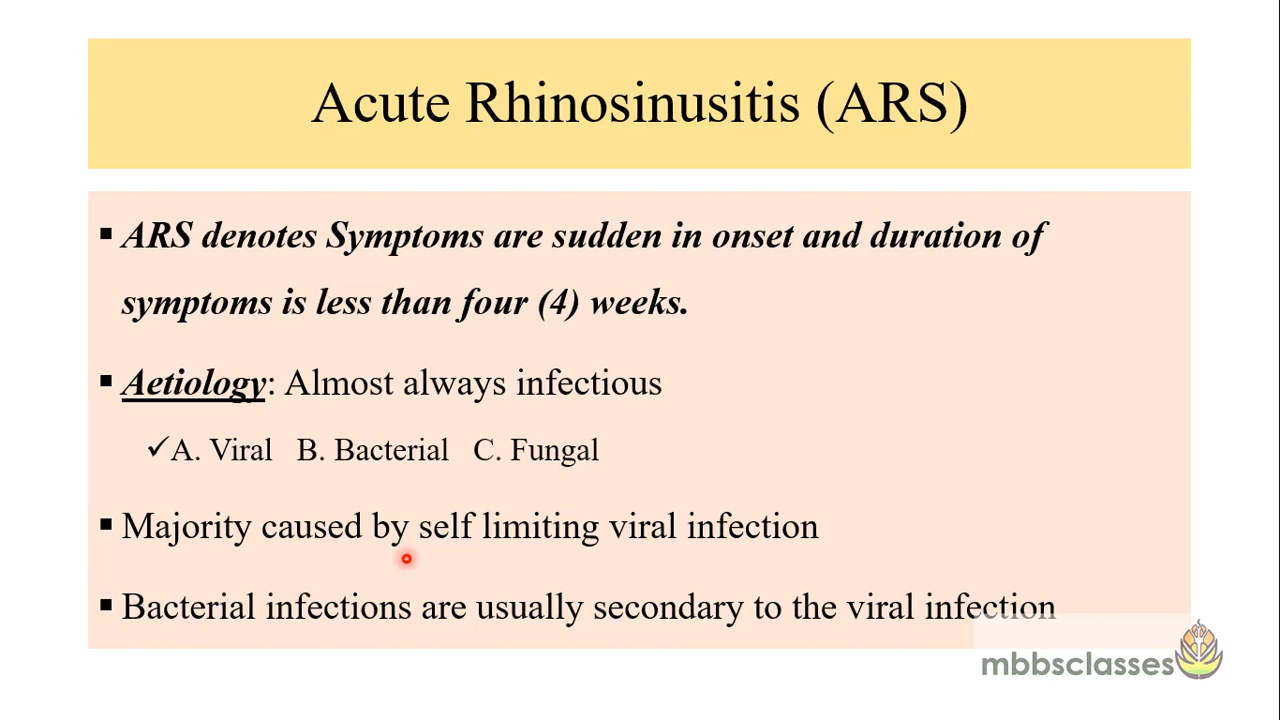 Acute Rhinosinusitis (ARS)
▪ ARS denotes Symptoms are sudden in onset and duration of
symptoms is less than four (4) weeks.
▪ Aetiology: Almost always infectious
✓A. Viral B. Bacterial C. Fungal
▪ Majority caused by self limiting viral infection
▪ Bacterial infections are usually secondary to the viral infection
mbbsclasses